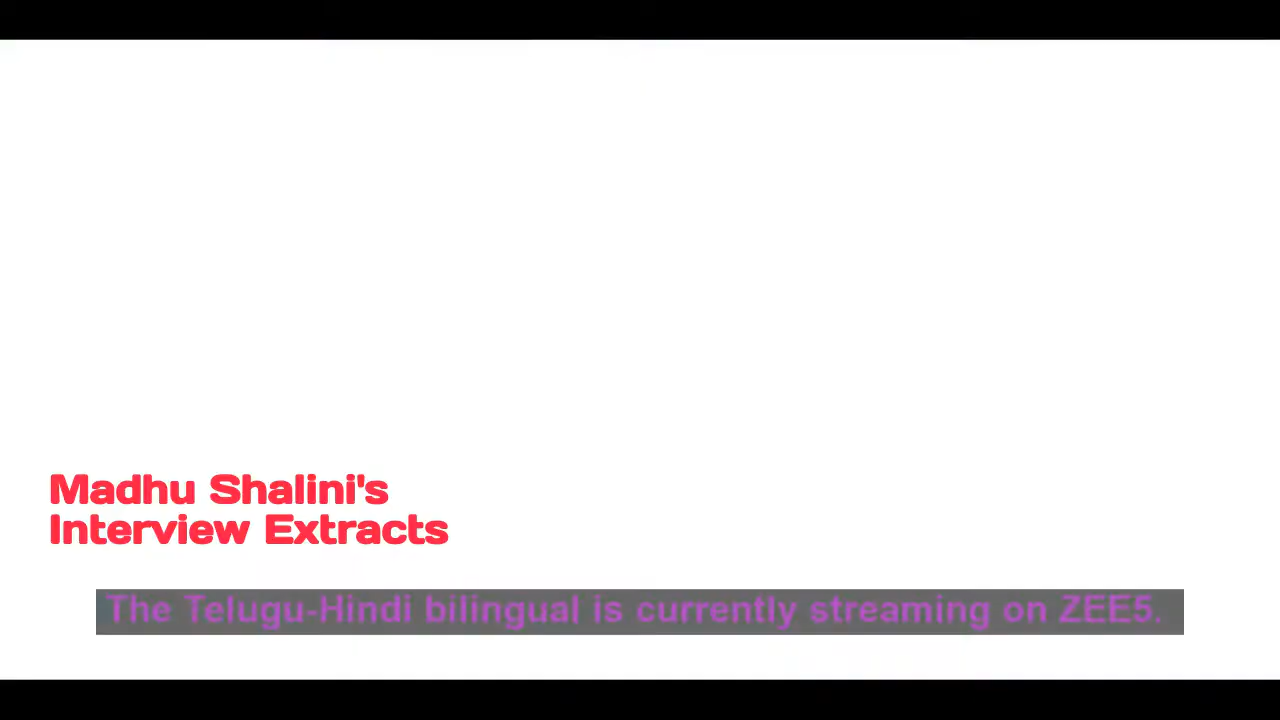 Madhu Shalini's
Interview Extracts
The Telugu-Hindi bilingual is currently streaming on ZEE5.